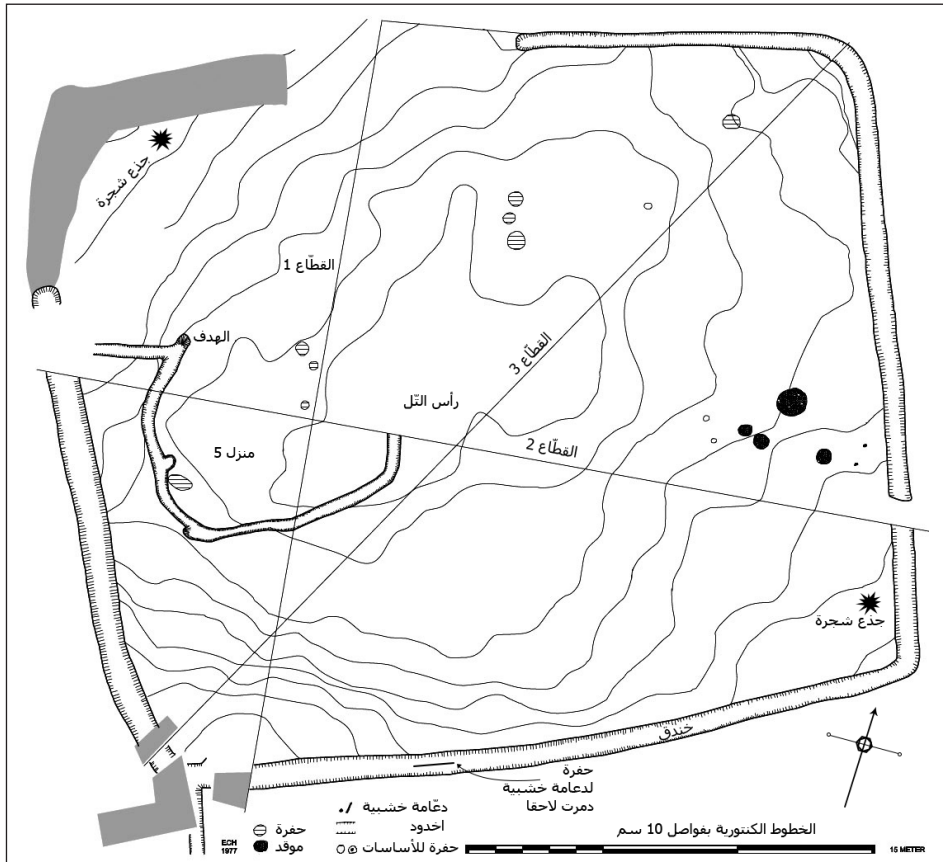 جذع شجرة
القطّاع 1
الهدف
القطّاع 3
رأس التّل
منزل 5
القطّاع 2
جذع شجرة
خندق
حفرة
لدعامة خشبية
دمرت لاحقا
دعّامة خشبية
اخدود
حفرة للأساسات
حفرة
موقد
ECH
1977
الخطوط الكنتورية بفواصل 10 سم
15 METER